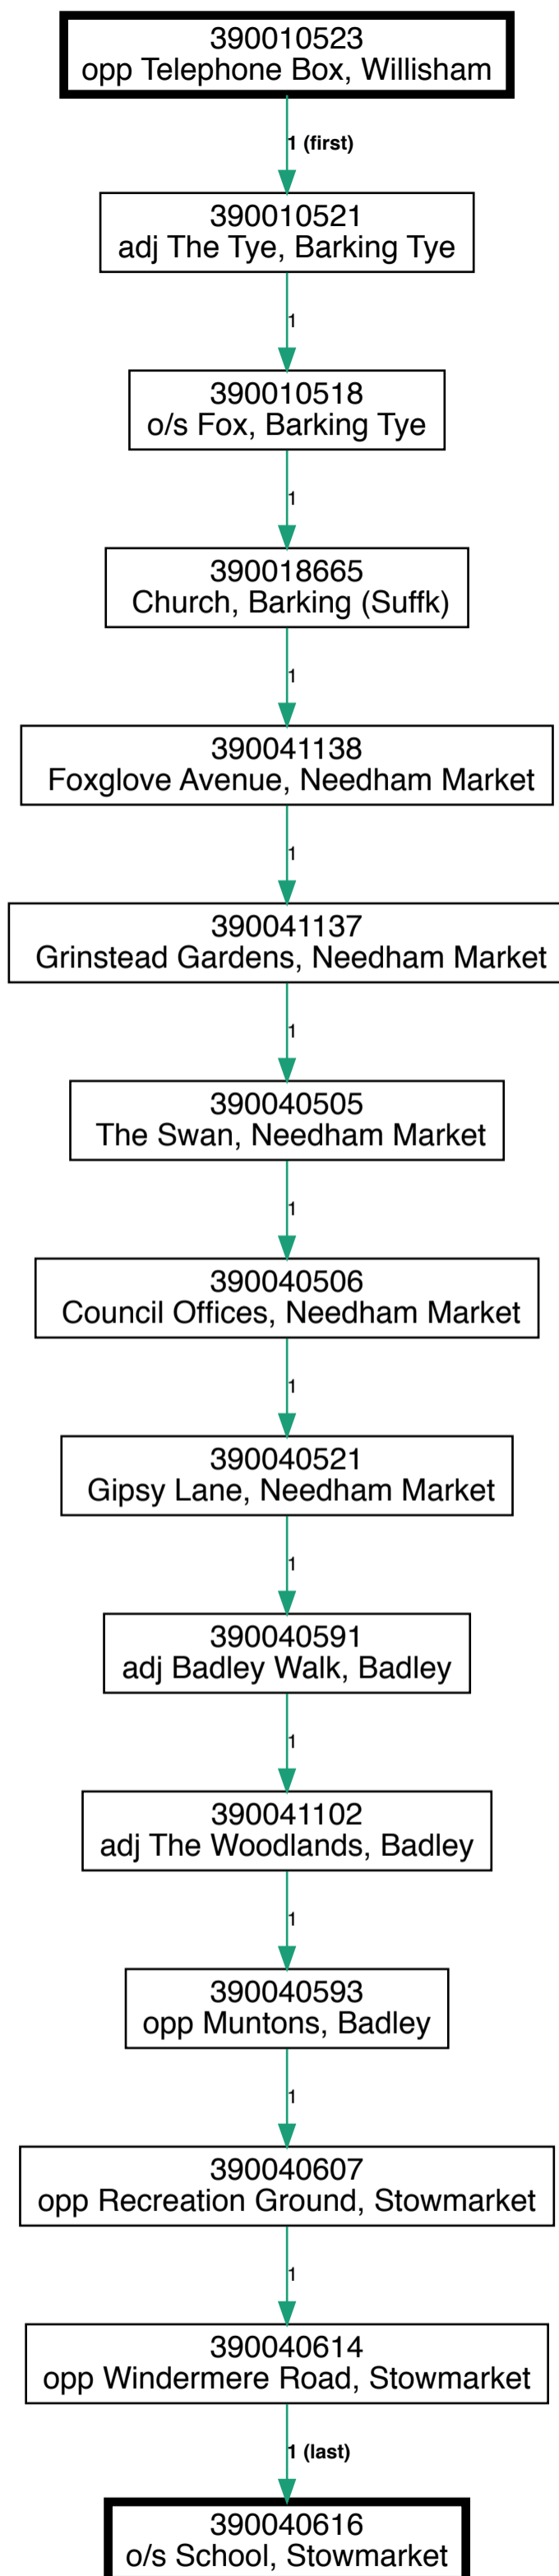 390010523
opp Telephone Box, Willisham
1 (first)
390010521
adj The Tye, Barking Tye
1
390010518
o/s Fox, Barking Tye
1
390018665
Church, Barking (Suffk)
1
390041138
Foxglove Avenue, Needham Market
1
390041137
Grinstead Gardens, Needham Market
1
390040505
The Swan, Needham Market
1
390040506
Council Offices, Needham Market
1
390040521
Gipsy Lane, Needham Market
1
390040591
adj Badley Walk, Badley
1
390041102
adj The Woodlands, Badley
1
390040593
opp Muntons, Badley
1
390040607
opp Recreation Ground, Stowmarket
1
390040614
opp Windermere Road, Stowmarket
1 (last)
390040616
o/s School, Stowmarket